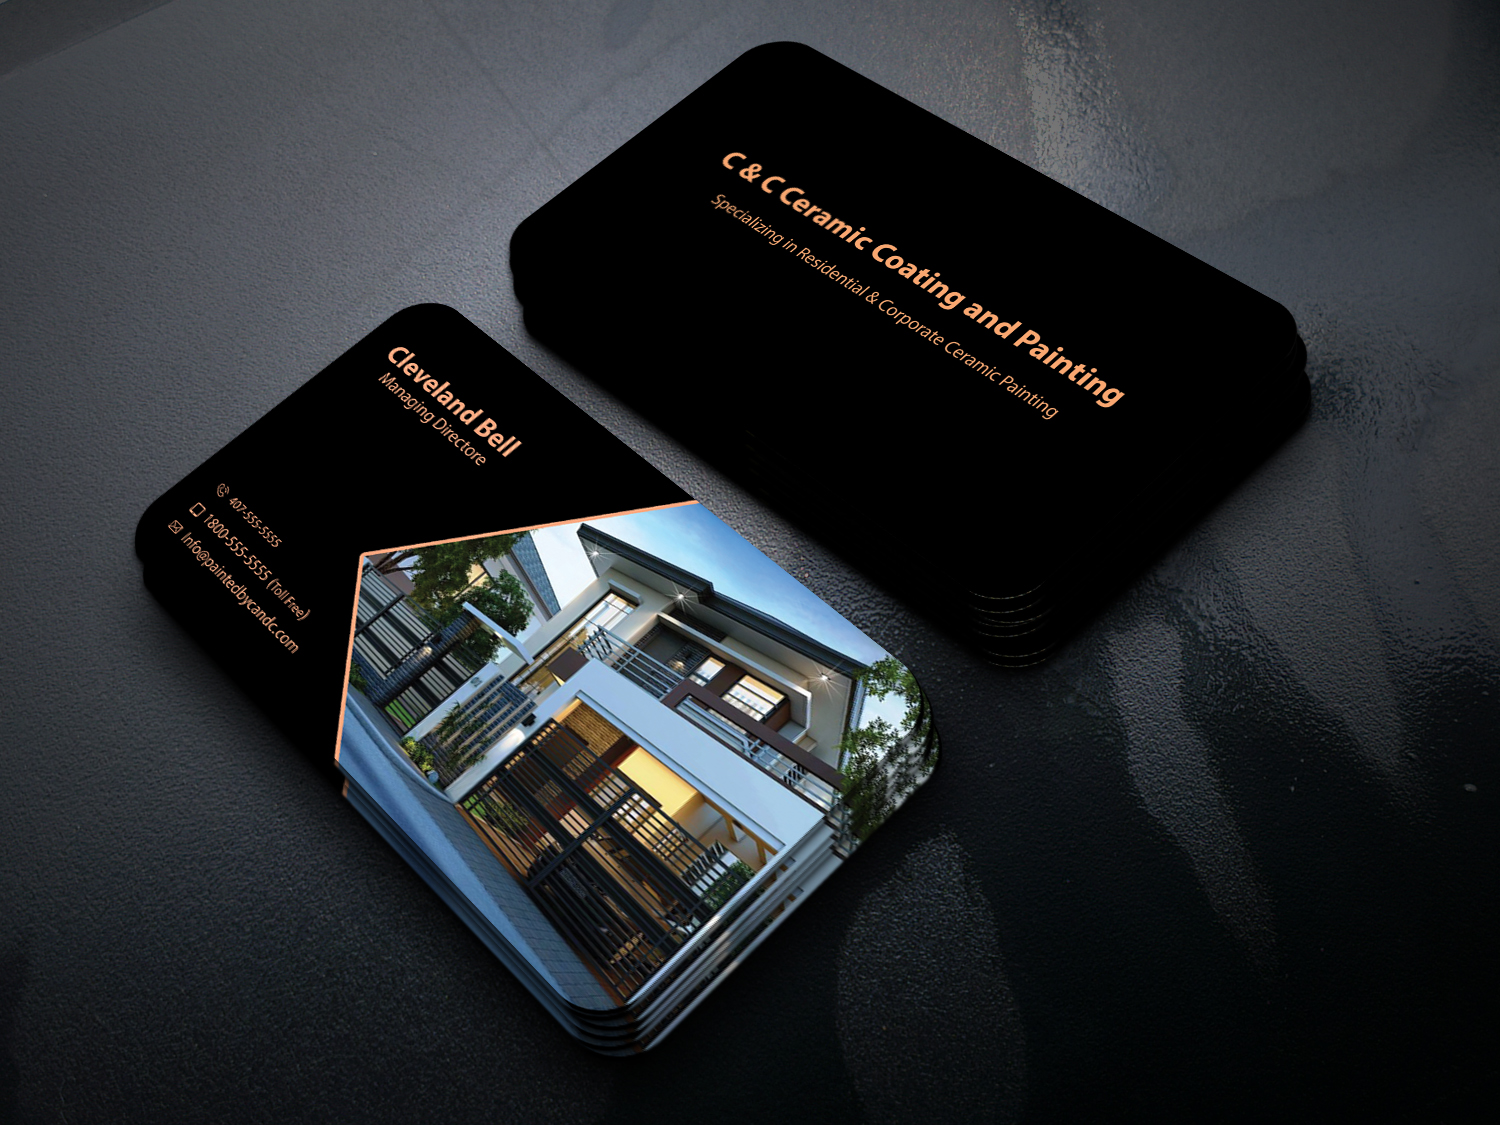 C & C Ceramic Coating and Painting
Specializing in Residential & Corporate Ceramic Painting
Cleveland Bell
Managing Directore
407-555-5555
1800-555-5555 (Toll Free)
Info@paintedbycandc.com